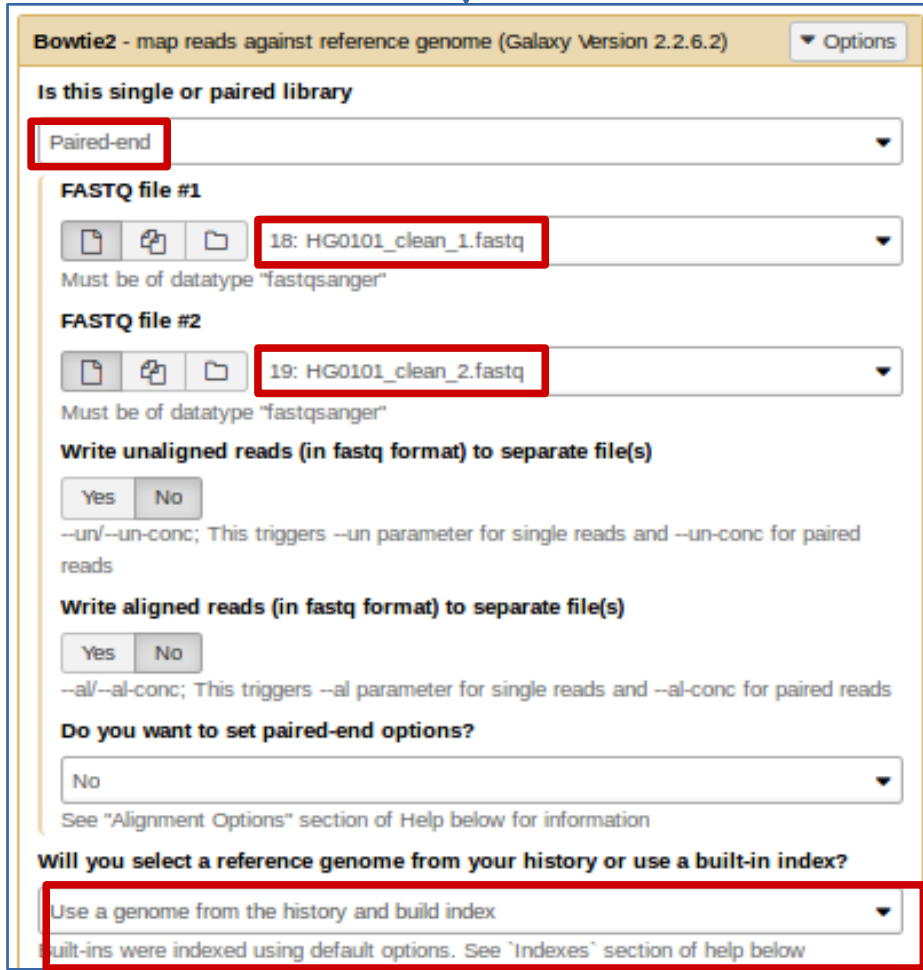 Bowtie2 - map reads against reference genome (Galaxy Version 2.2.6.2)
Options
Is this single or paired library
Paired-end
FASTQ file #1
18: HG0101_clean_1.fastq
Must be of datatype "fastqsanger"
FASTQ file #2
19: HG0101_clean_2.fastq
Must be of datatype "fastqsanger"
Write unaligned reads (in fastq format) to separate file(s)
Yes No
--un/--un-conc; This triggers --un parameter for single reads and --un-conc for paired
reads
Write aligned reads (in fastq format) to separate file(s)
Yes No
--al/--al-conc; This triggers --al parameter for single reads and --al-conc for paired reads
Do you want to set paired-end options?
No
See "Alignment Options" section of Help below for information
Will you select a reference genome from your history or use a built-in index?
Use a genome from the history and build index
Built-ins were indexed using default options. See `Indexes` section of help below